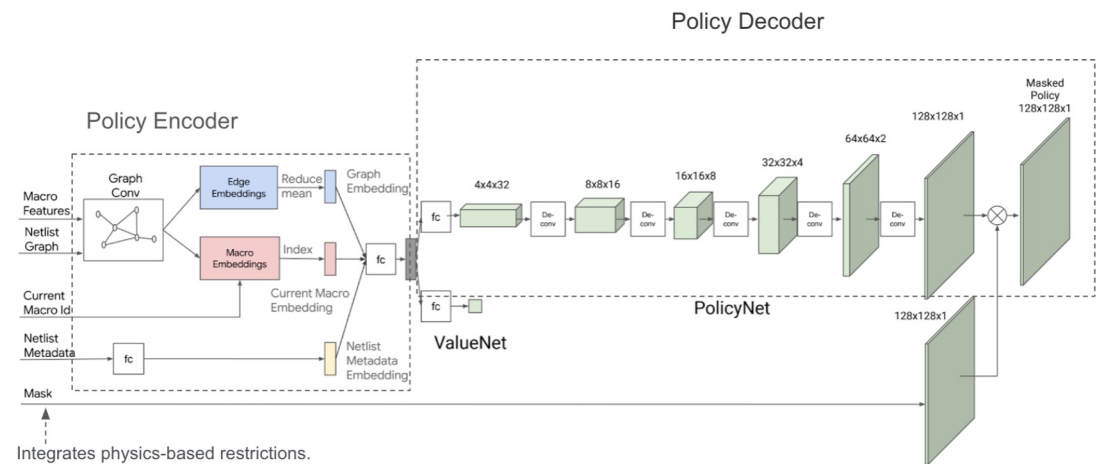 Policy Decoder
Policy Encoder
Macro
Features
Netlist
Graph
Current
Macro Id
Netlist
Metadata
Mask
Integrates physics-based restrictions.
Graph
Conv
Edge
Embeddings
Reduce
mean
Graph
Embedding
Macro
Embeddings
Index
Current Macro
Embedding
fc
Netlist
Metadata
Embedding
fc
fc
4x4x32
De-
conv
8x8x16
De-
conv
16x16x8
De-
conv
32x32x4
De-
conv
64x64x2
De-
conv
128x128x1
Masked
Policy
128x128x1
fc
ValueNet
PolicyNet
128x128x1